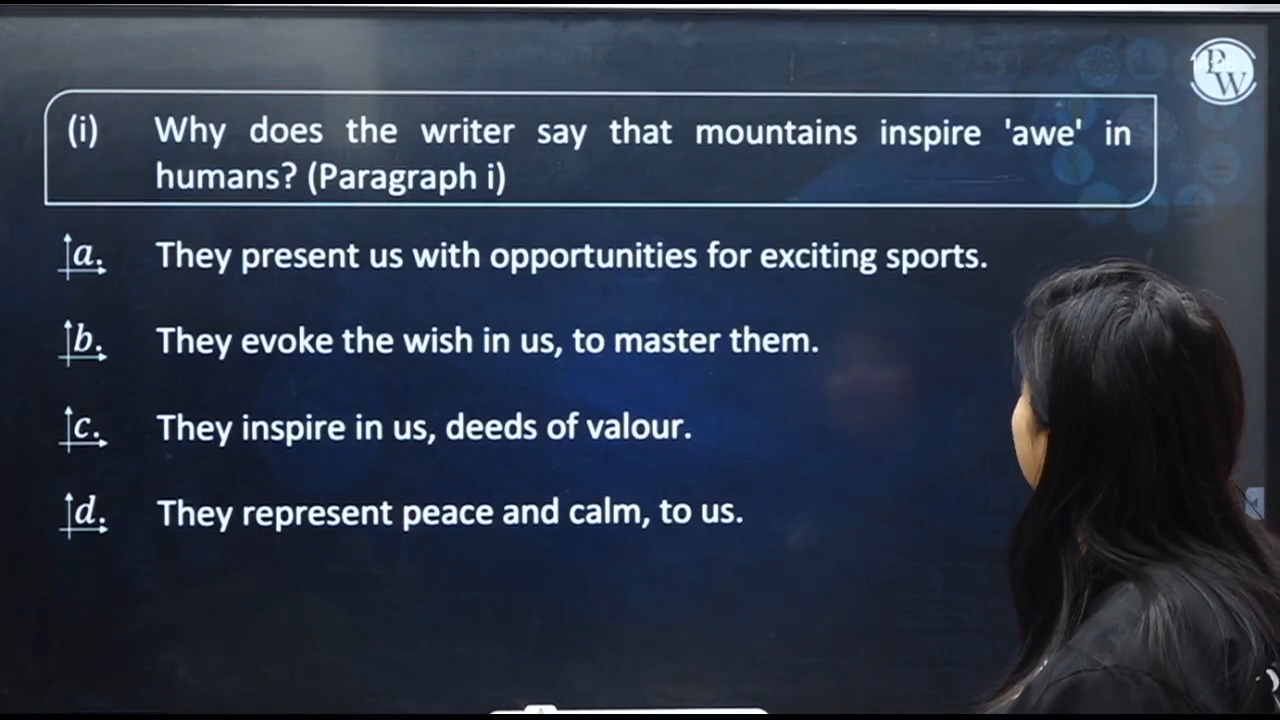 PW
(i) Why does the writer say that mountains inspire 'awe' in
humans? (Paragraph i)
a. They present us with opportunities for exciting sports.
b. They evoke the wish in us, to master them.
c. They inspire in us, deeds of valour.
d. They represent peace and calm, to us.